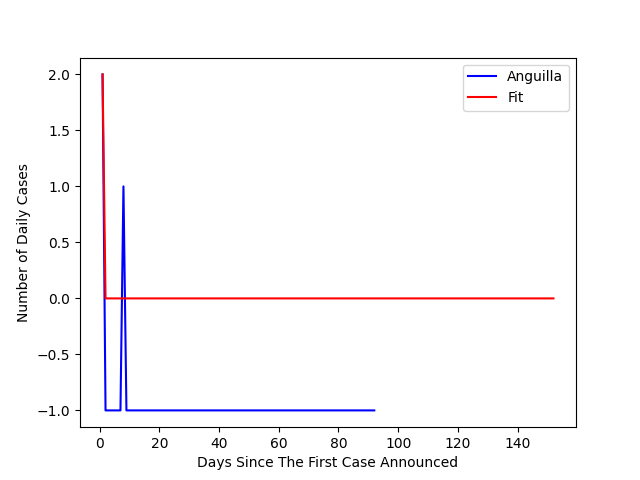 Anguilla
Fit
Number of Daily Cases
2.0
1.5
1.0
0.5
0.0
−0.5
−1.0
0 20 40 60 80 100 120 140
Days Since The First Case Announced